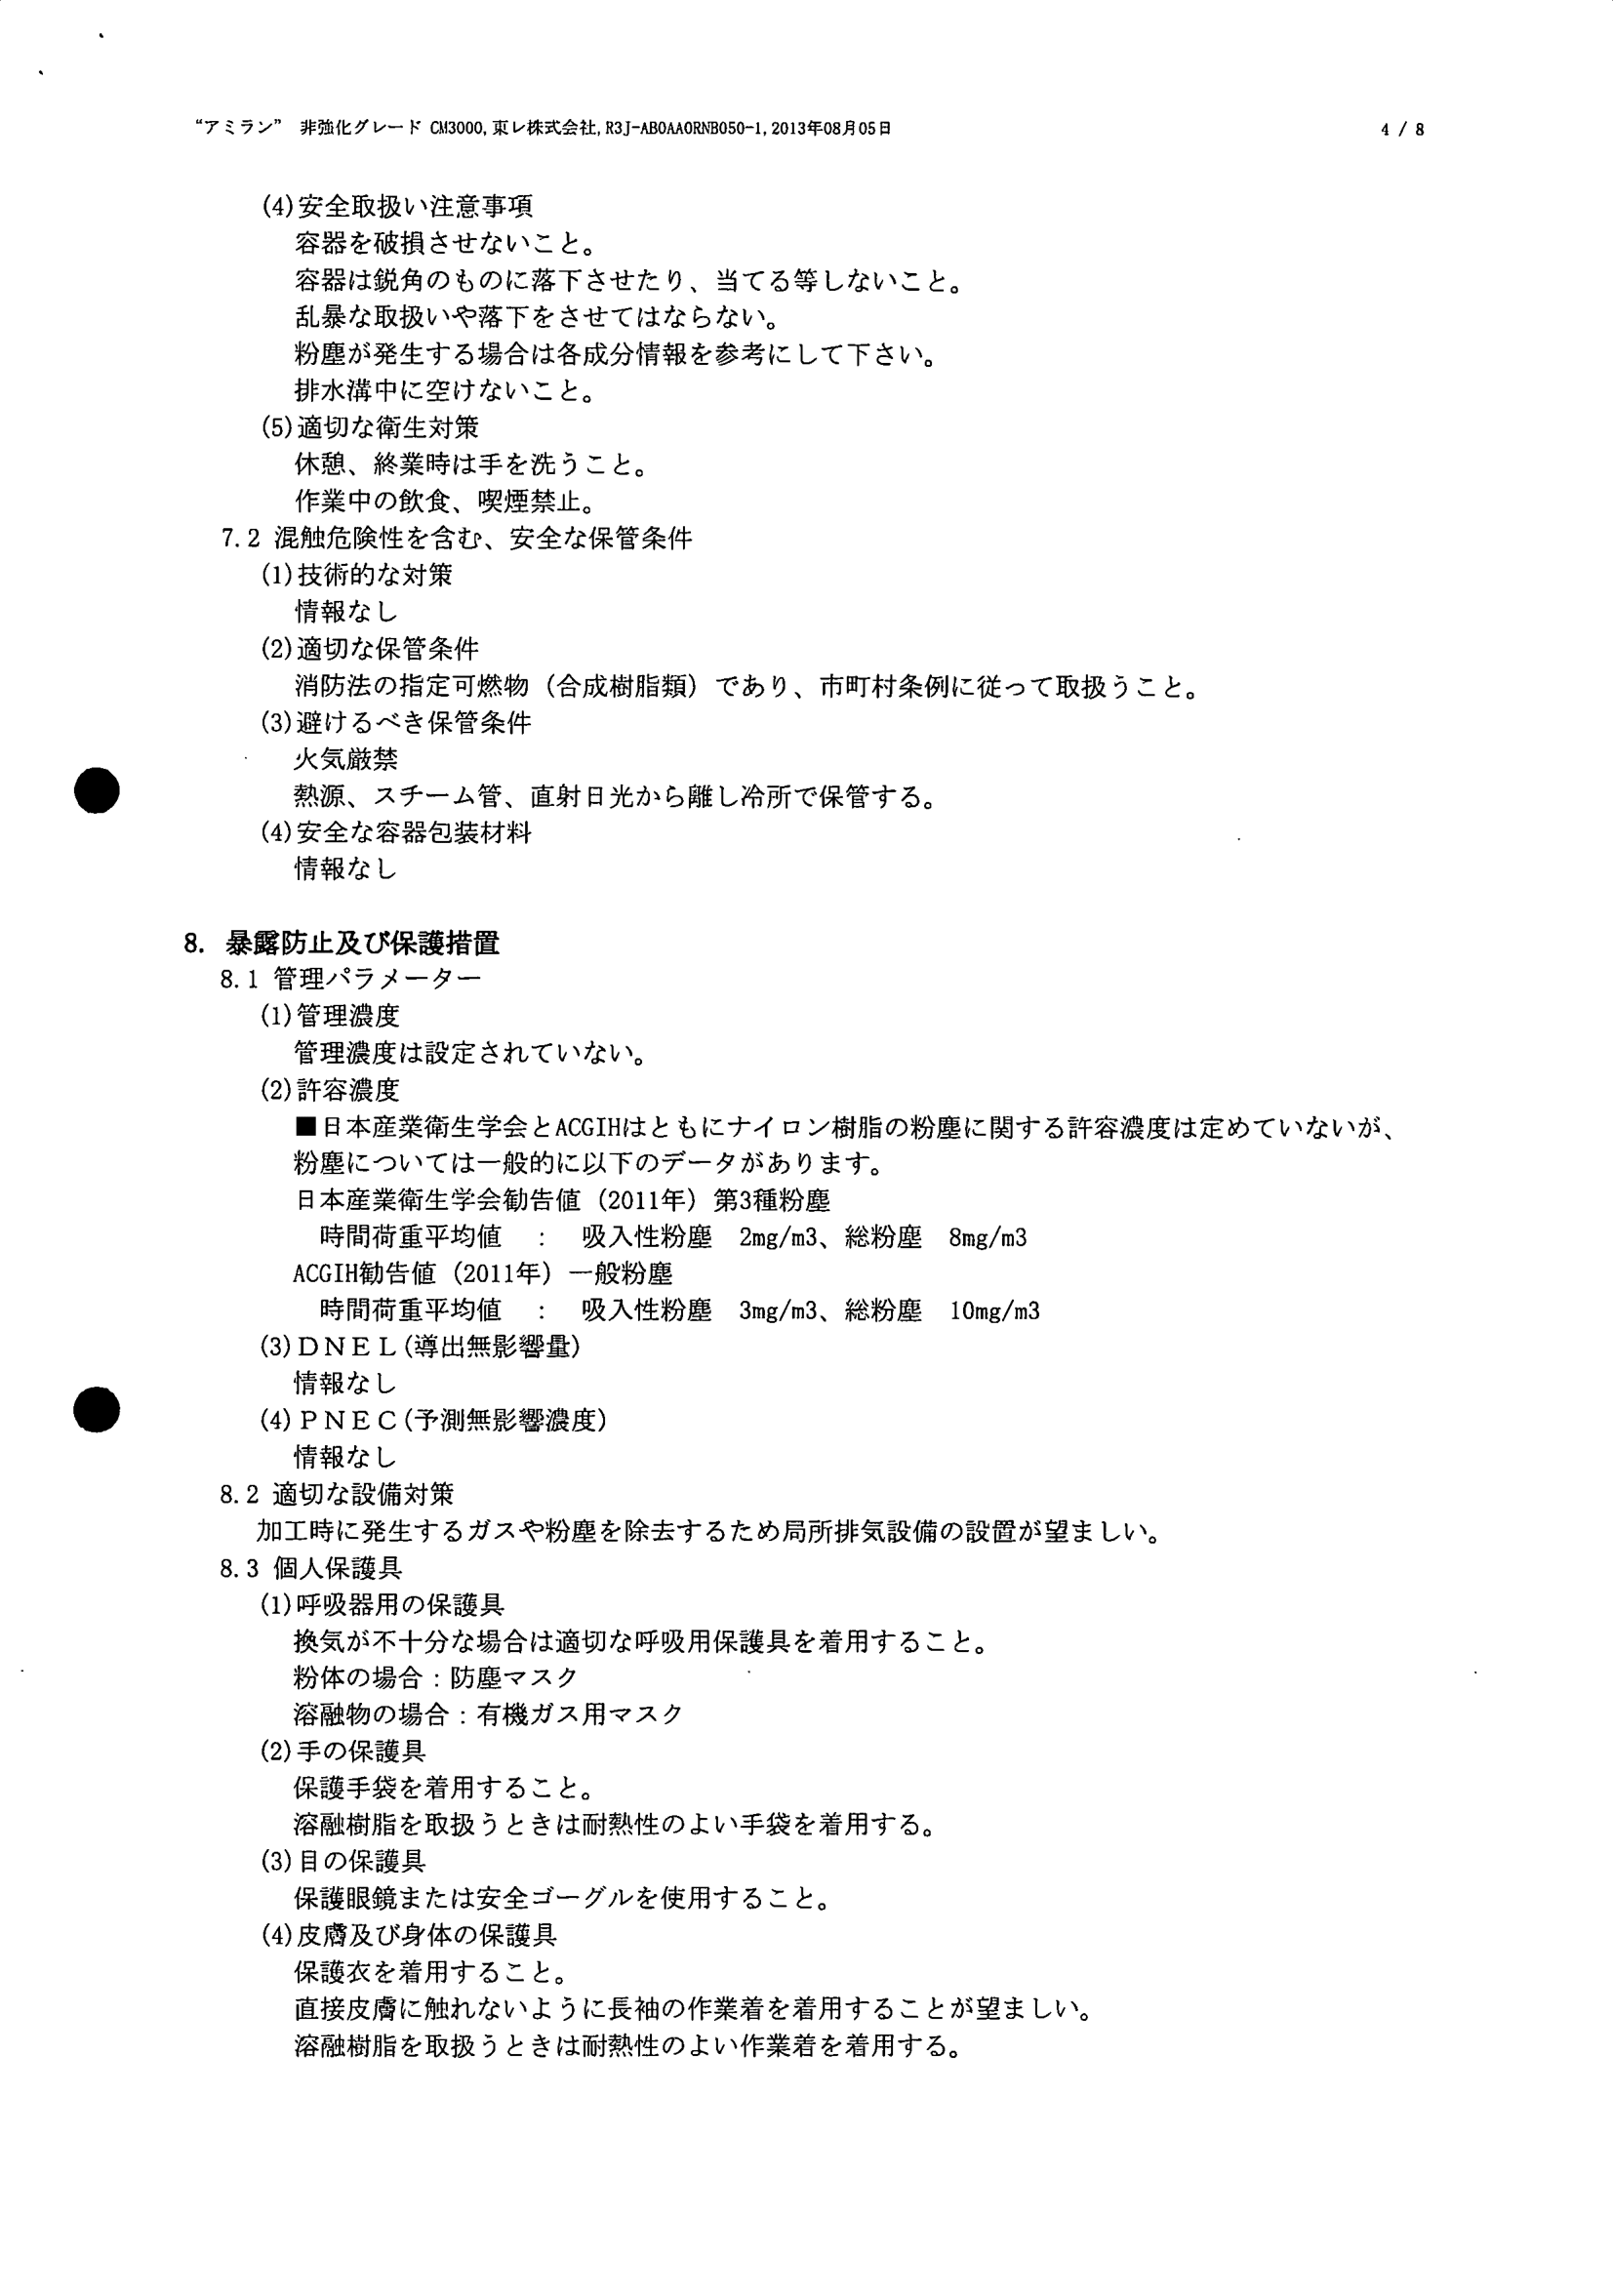 “アミラン” 非強化グレード CM3000,東レ株式会社,R3J-AB0AA0RNB050-1,2013年08月05日 4 / 8
(4)安全取扱い注意事項
容器を破損させないこと。
容器は鋭角のものに落下させたり、当てる等しないこと。
乱暴な取扱いや落下をさせてはならない。
粉塵が発生する場合は各成分情報を参考にして下さい。
排水溝中に空けないこと。
(5)適切な衛生対策
休憩、終業時は手を洗うこと。
作業中の飲食、喫煙禁止。
7.2 混触危険性を含む、安全な保管条件
(1)技術的な対策
情報なし
(2)適切な保管条件
消防法の指定可燃物（合成樹脂類）であり、市町村条例に従って取扱うこと。
(3)避けるべき保管条件
火気厳禁
熱源、スチーム管、直射日光から離し冷所で保管する。
(4)安全な容器包装材料
情報なし
8. 暴露防止及び保護措置
8.1 管理パラメーター
(1)管理濃度
管理濃度は設定されていない。
(2)許容濃度
■日本産業衛生学会とACGIHはともにナイロン樹脂の粉塵に関する許容濃度は定めていないが、
粉塵については一般的に以下のデータがあります。
日本産業衛生学会勧告値（2011年）第3種粉塵
時間荷重平均値 ： 吸入性粉塵 2mg/m3、総粉塵 8mg/m3
ACGIH勧告値（2011年）一般粉塵
時間荷重平均値 ： 吸入性粉塵 3mg/m3、総粉塵 10mg/m3
(3)ＤＮＥＬ(導出無影響量)
情報なし
(4)ＰＮＥＣ(予測無影響濃度)
情報なし
8.2 適切な設備対策
加工時に発生するガスや粉塵を除去するため局所排気設備の設置が望ましい。
8.3 個人保護具
(1)呼吸器用の保護具
換気が不十分な場合は適切な呼吸用保護具を着用すること。
粉体の場合：防塵マスク
溶融物の場合：有機ガス用マスク
(2)手の保護具
保護手袋を着用すること。
溶融樹脂を取扱うときは耐熱性のよい手袋を着用する。
(3)目の保護具
保護眼鏡または安全ゴーグルを使用すること。
(4)皮膚及び身体の保護具
保護衣を着用すること。
直接皮膚に触れないように長袖の作業着を着用することが望ましい。
溶融樹脂を取扱うときは耐熱性のよい作業着を着用する。